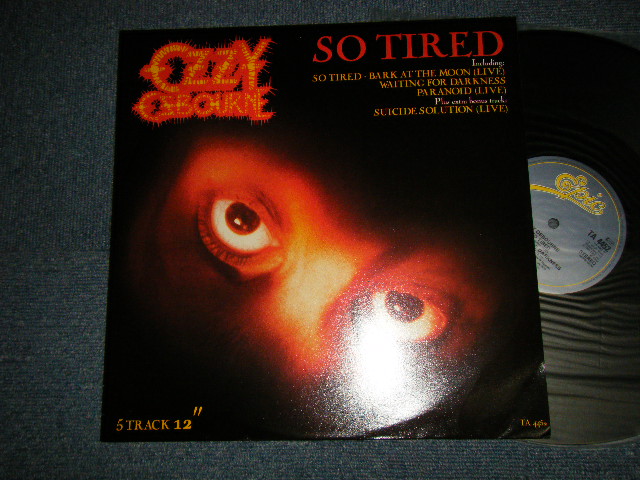 OZZY
OSBOURNE
SO TIRED
Including:
SO TIRED - BARK AT THE MOON (LIVE)
WAITING FOR DARKNESS
PARANOID (LIVE)
Plus extra bonus track:
SUICIDE SOLUTION (LIVE)
5 TRACK 12"
Epic